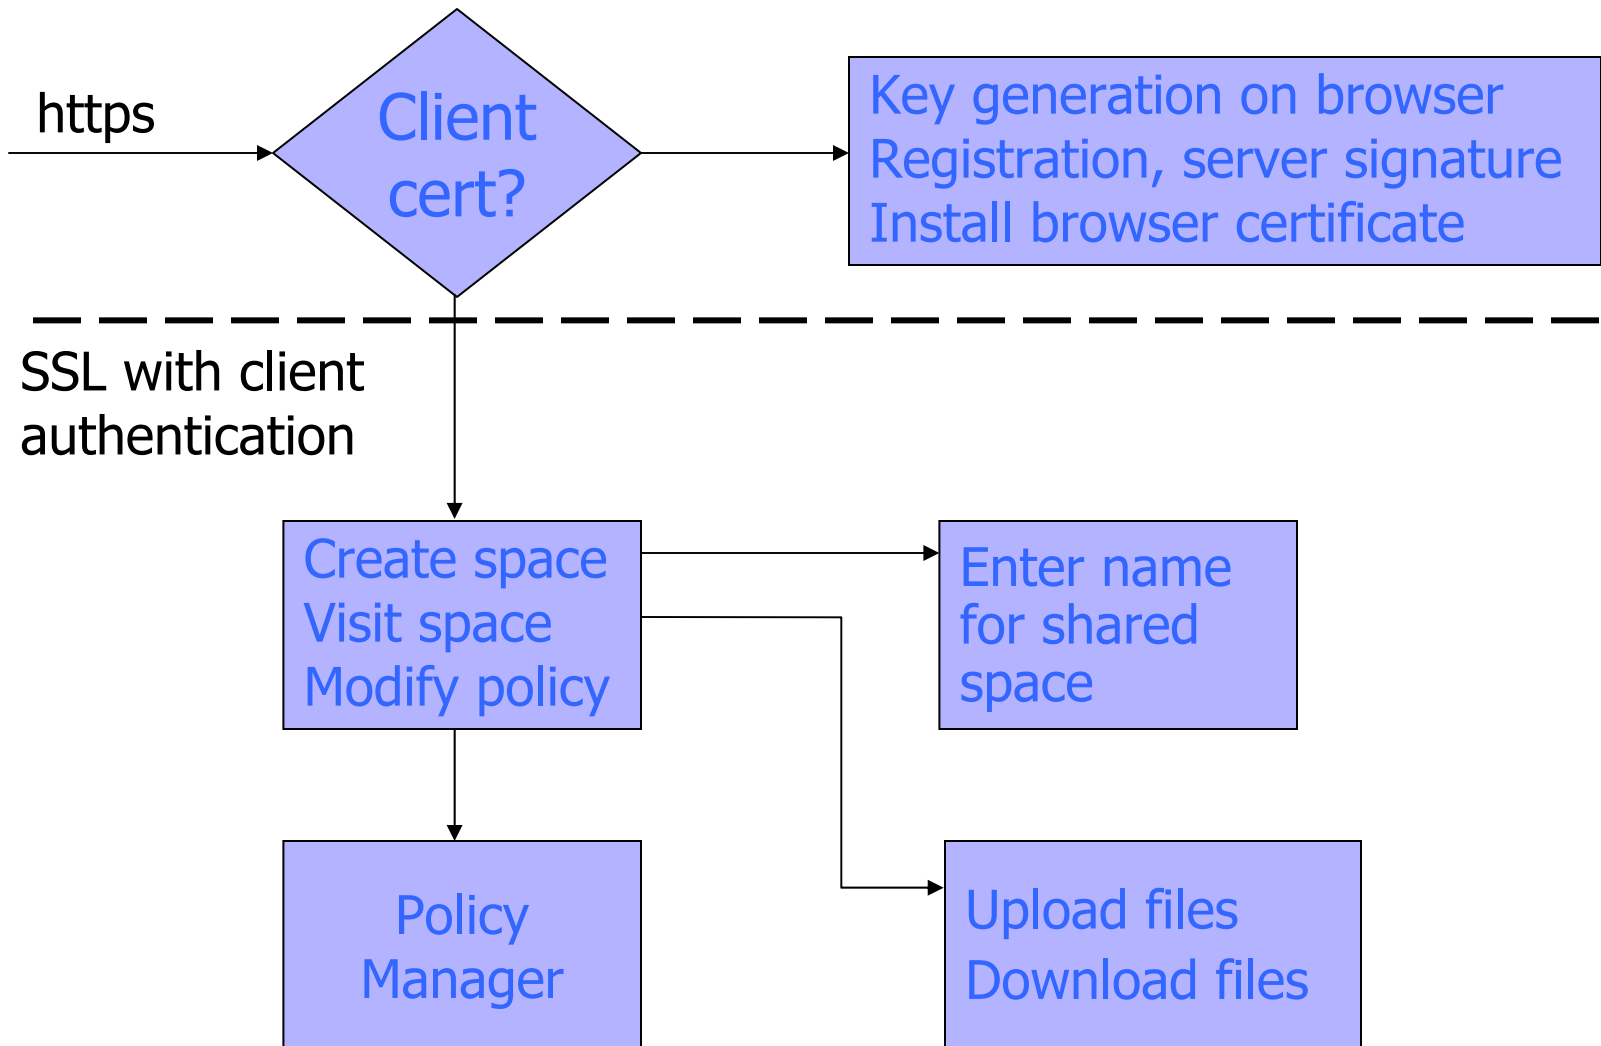 https
Client
cert?
Key generation on browser
Registration, server signature
Install browser certificate
SSL with client
authentication
Create space
Visit space
Modify policy
Enter name
for shared
space
Policy
Manager
Upload files
Download files